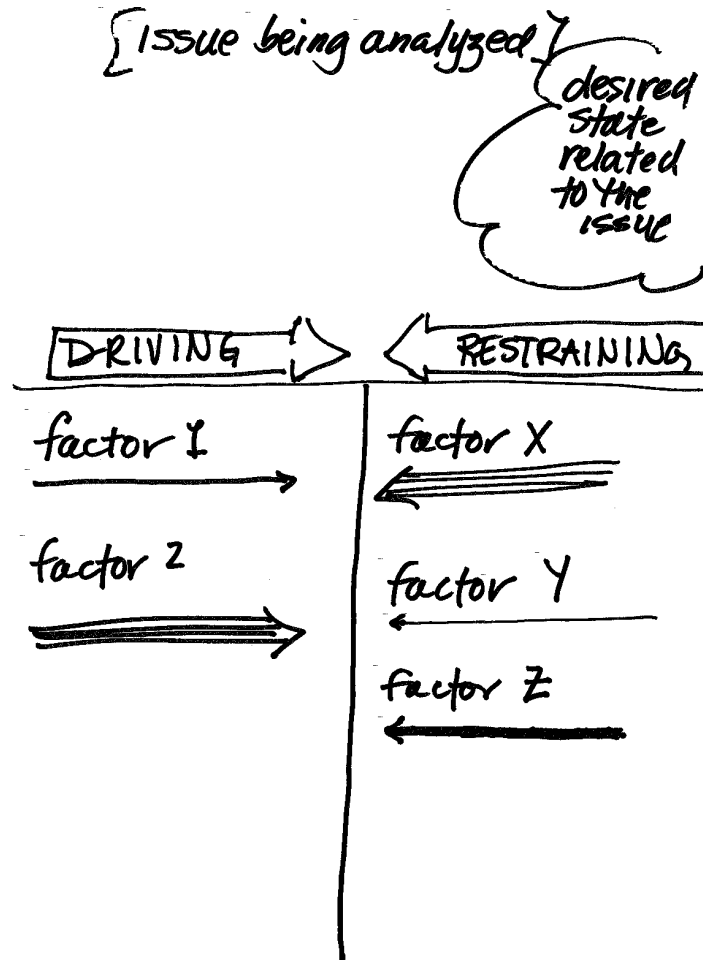 [issue being analyzed]
desired
state
related
to the
issue
DRIVING
RESTRAINING
factor 1
factor X
factor 2
factor Y
factor Z